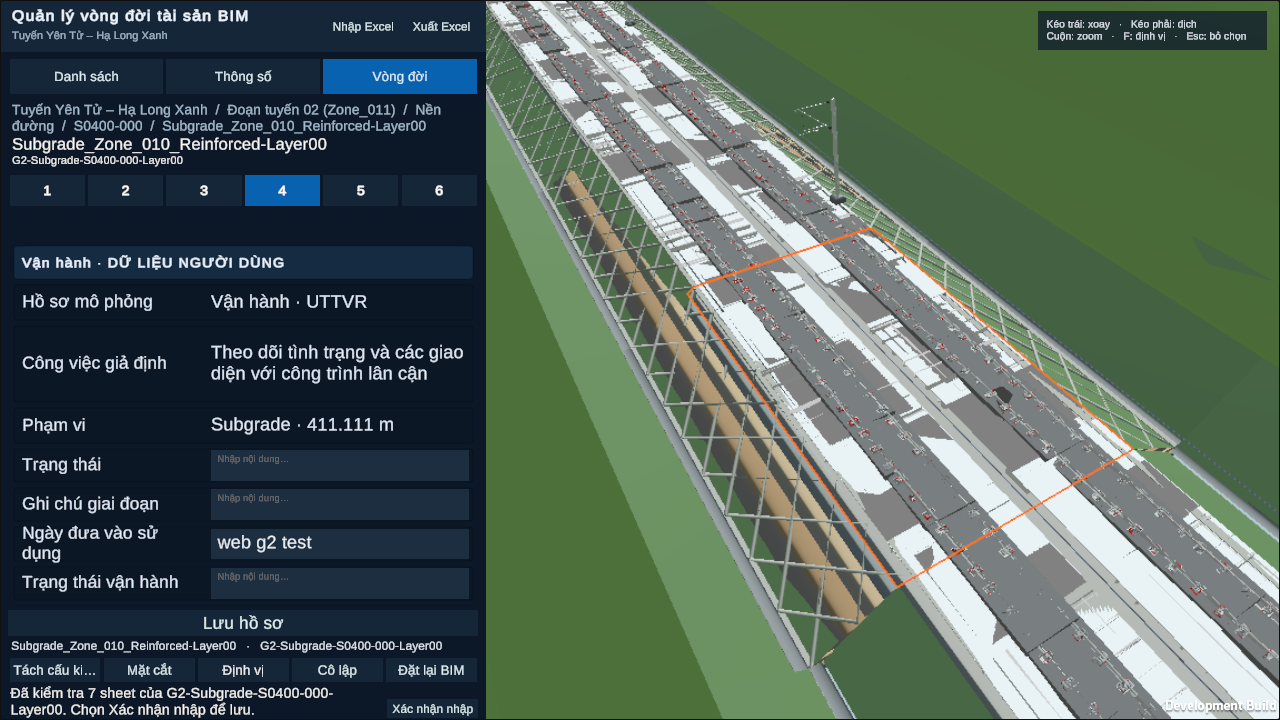 Quản lý vòng đời tài sản BIM
Tuyến Yên Tử – Hạ Long Xanh
Nhập Excel
Xuất Excel
Danh sách
Thông số
Vòng đời
Tuyến Yên Tử – Hạ Long Xanh / Đoạn tuyến 02 (Zone_011) / Nền
đường / S0400-000 / Subgrade_Zone_010_Reinforced-Layer00
Subgrade_Zone_010_Reinforced-Layer00
G2-Subgrade-S0400-000-Layer00
1 2 3 4 5 6
Vận hành · DỮ LIỆU NGƯỜI DÙNG
Hồ sơ mô phỏng
Vận hành · UTTVR
Công việc giả định
Theo dõi tình trạng và các giao
diện với công trình lân cận
Phạm vi
Subgrade · 411.111 m
Trạng thái
Nhập nội dung...
Ghi chú giai đoạn
Nhập nội dung...
Ngày đưa vào sử
dụng
web g2 test
Trạng thái vận hành
Nhập nội dung...
Lưu hồ sơ
Subgrade_Zone_010_Reinforced-Layer00 · G2-Subgrade-S0400-000-Layer00
Tách cấu ki...
Mặt cắt
Định vị
Cô lập
Đặt lại BIM
Đã kiểm tra 7 sheet của G2-Subgrade-S0400-000-
Layer00. Chọn Xác nhận nhập để lưu.
Xác nhận nhập
Kéo trái: xoay · Kéo phải: dịch
Cuộn: zoom · F: định vị · Esc: bỏ chọn
Development Build